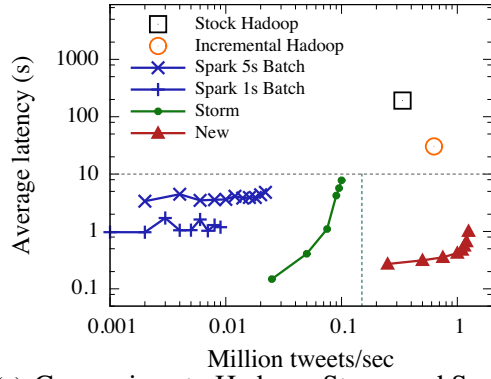 Stock Hadoop
Incremental Hadoop
Spark 5s Batch
Spark 1s Batch
Storm
New
Average latency (s)
1000
100
10
1
0.1
0.001
0.01
0.1
1
Million tweets/sec